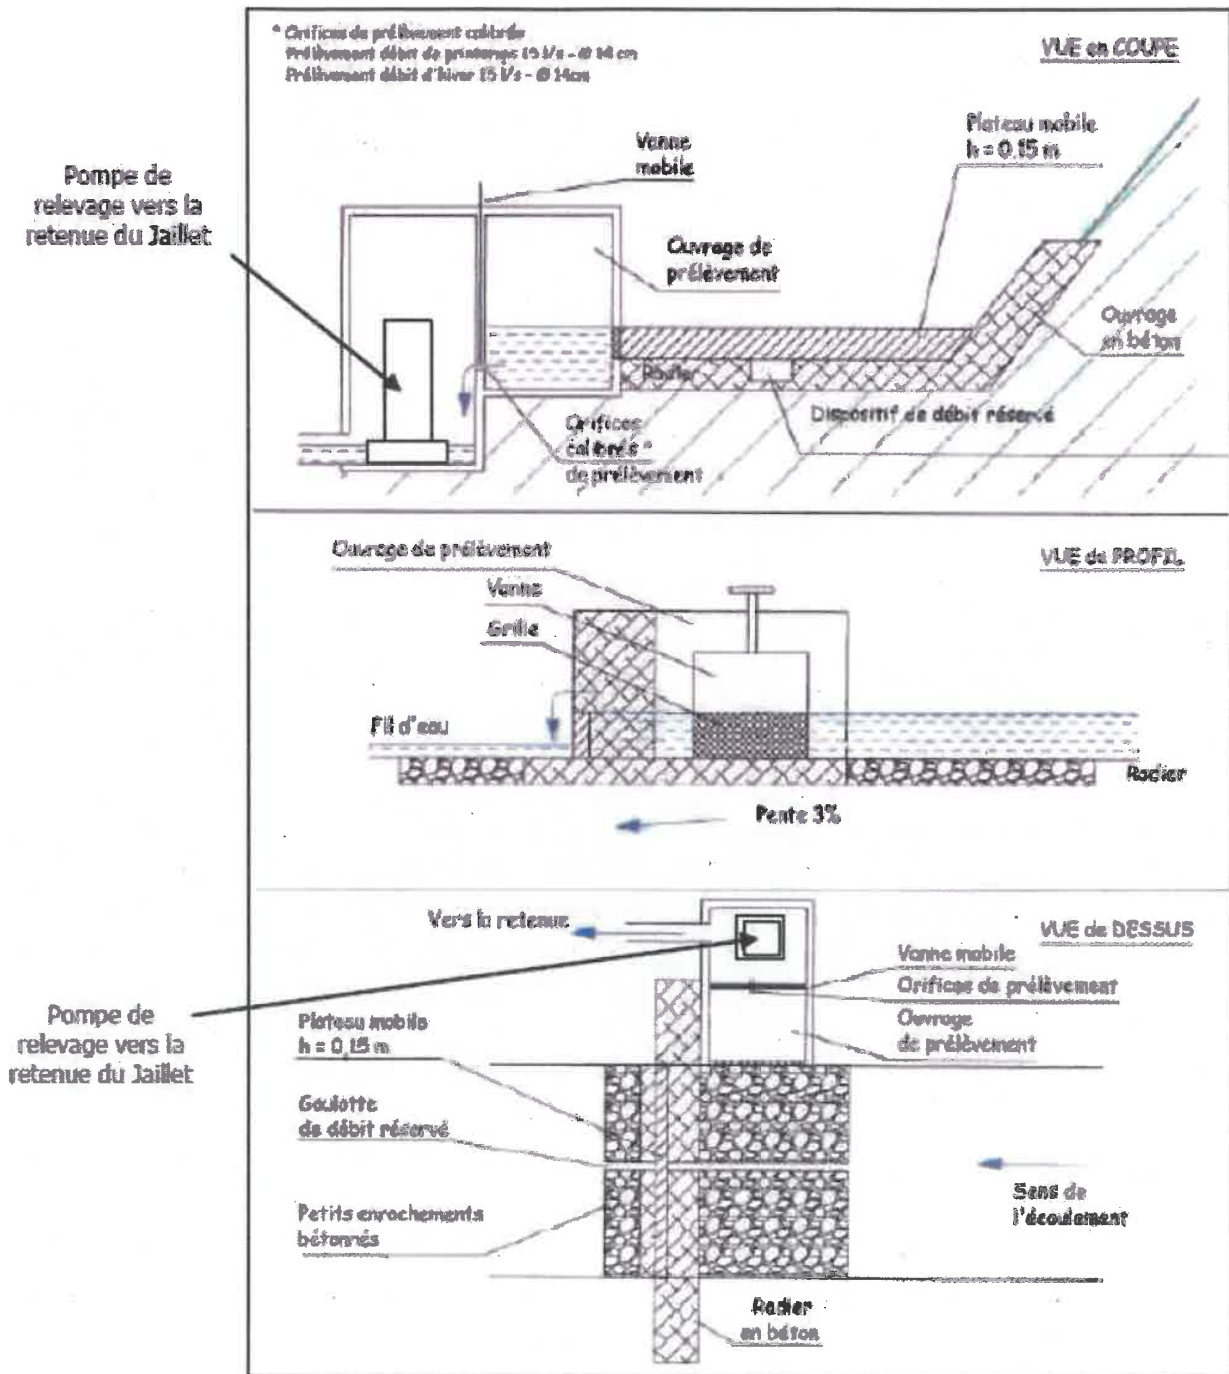 * Orifices de prélèvement calibrés
Prélèvement débit de printemps 15 l/s - Ø 14 cm
Prélèvement débit d'hiver 15 l/s - Ø 14cm
VUE en COUPE
Plateau mobile
h = 0.15 m
Vanne
mobile
Pompe de
relevage vers la
retenue du Jaillet
Ouvrage de
prélèvement
Ouvrage
en béton
Radier
Dispositif de débit réservé
Orifices
calibrés *
de prélèvement
Ouvrage de prélèvement
VUE de PROFIL
Vanne
Grille
Fil d'eau
Radier
Pente 3%
Vers la retenue
VUE de DESSUS
Vanne mobile
Orifices de prélèvement
Ouvrage
de prélèvement
Pompe de
relevage vers la
retenue du Jaillet
Plateau mobile
h = 0,15 m
Goulotte
de débit réservé
Petits enrochements
bétonnés
Sens de
l'écoulement
Radier
en béton